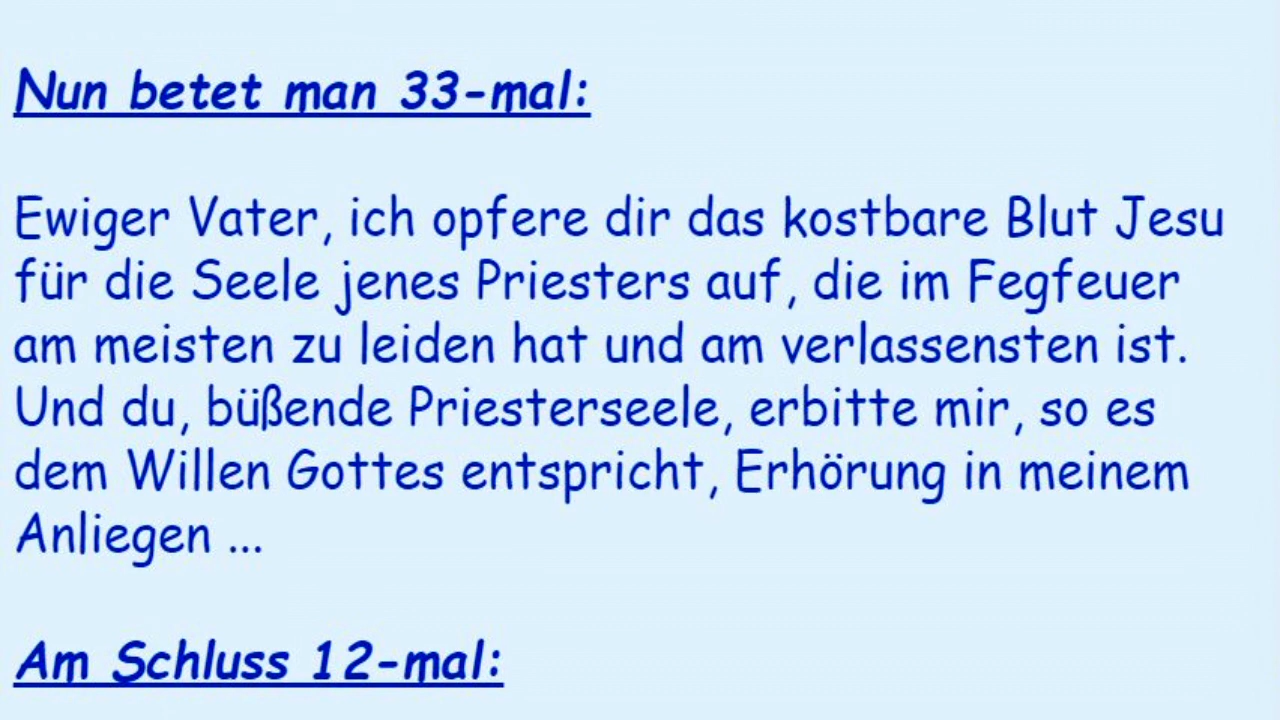 Nun betet man 33-mal:
Ewiger Vater, ich opfere dir das kostbare Blut Jesu
für die Seele jenes Priesters auf, die im Fegfeuer
am meisten zu leiden hat und am verlassensten ist.
Und du, büßende Priesterseele, erbitte mir, so es
dem Willen Gottes entspricht, Erhörung in meinem
Anliegen ...
Am Schluss 12-mal: